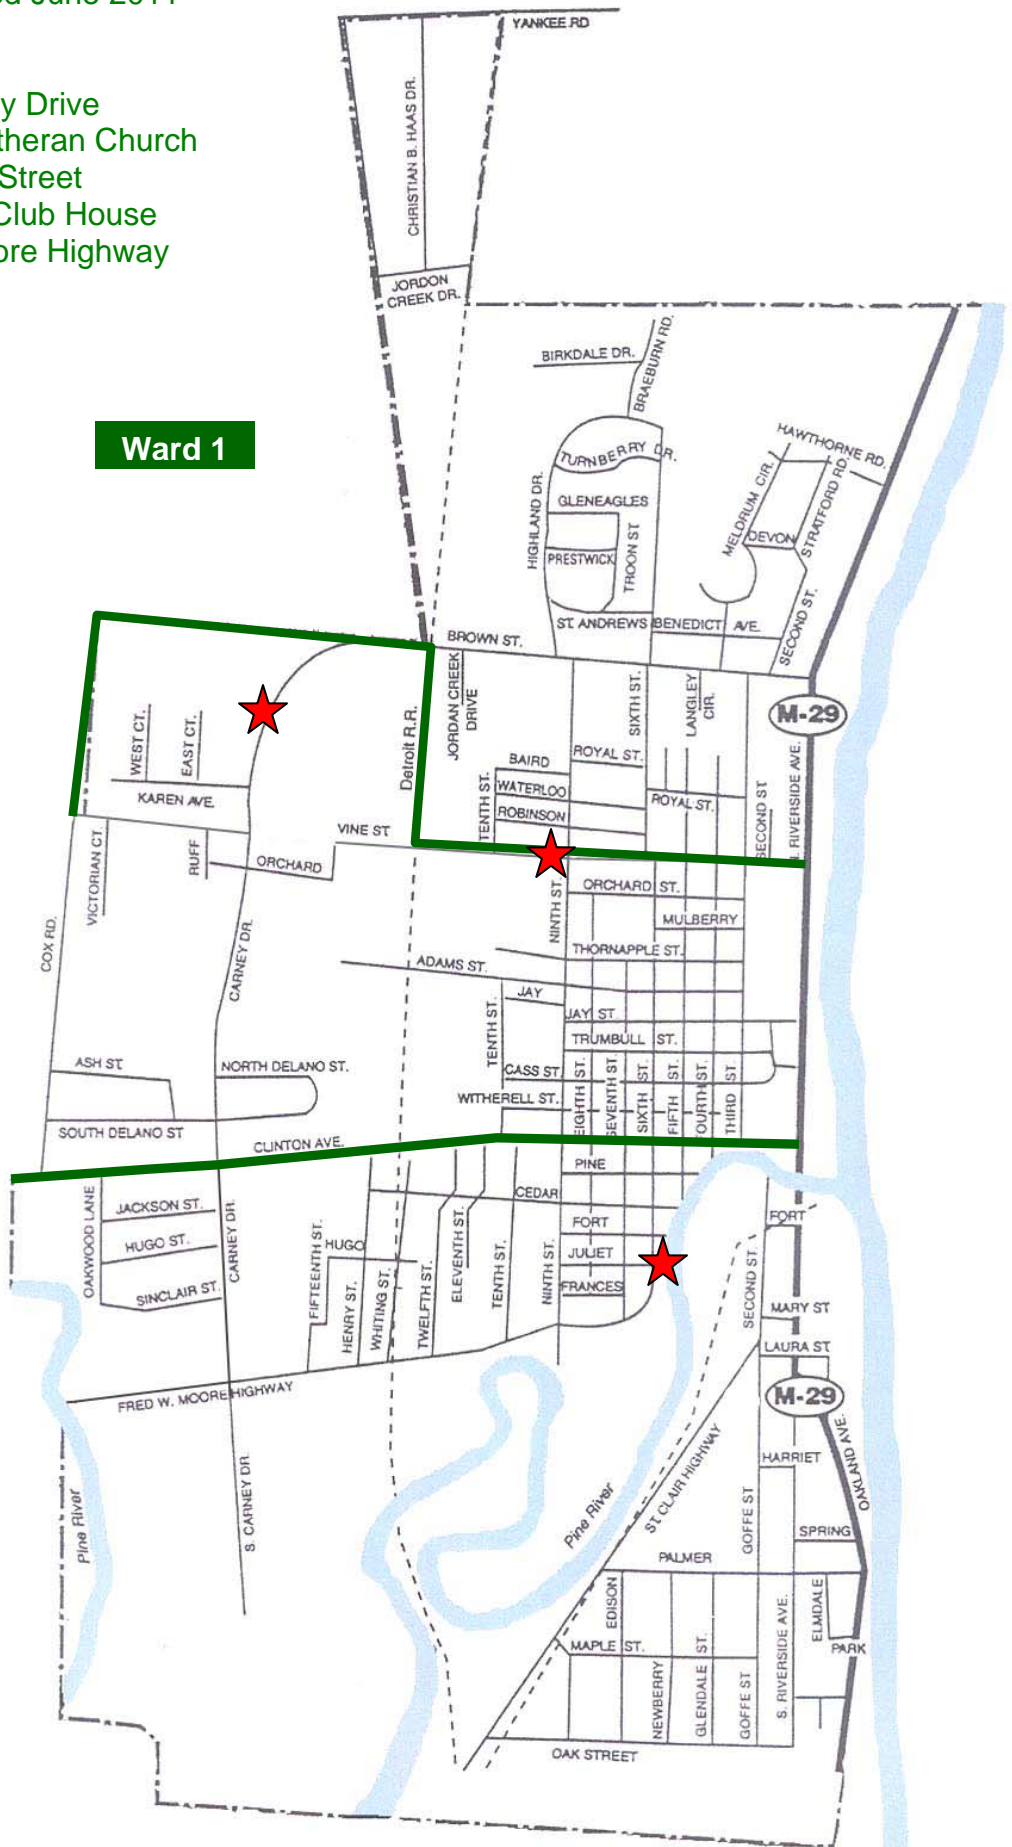 June 2011
y Drive
theran Church
Street
Club House
ore Highway
Ward 1
YANKEE RD
CHRISTIAN B. HAAS DR.
JORDON
CREEK DR.
BIRKDALE DR.
BRAEBURN RD.
TURNBERRY DR.
HAWTHORNE RD.
MELDRUM CIR.
STRATFORD RD.
GLENEAGLES
HIGHLAND DR.
TROON ST
DEVON
PRESTWICK
ST. ANDREWS
BENEDICT AVE.
SECOND ST.
BROWN ST.
JORDAN CREEK
DRIVE
SIXTH ST.
LANGLEY
CIR.
M-29
WEST CT.
EAST CT.
Detroit R.R.
BAIRD
ROYAL ST.
WATERLOO
ROBINSON
TENTH ST.
ROYAL ST.
SECOND ST
N. RIVERSIDE AVE.
KAREN AVE.
VINE ST
VICTORIAN CT.
RUFF
ORCHARD
ORCHARD ST.
NINTH ST.
MULBERRY
COX RD.
CARNEY DR.
ADAMS ST.
THORNAPPLE ST.
JAY
JAY ST.
TENTH ST.
TRUMBULL ST.
ASH ST
NORTH DELANO ST.
CASS ST.
WITHERELL ST.
EIGHTH ST.
SEVENTH ST.
SIXTH ST.
FIFTH ST.
FOURTH ST.
THIRD ST.
SOUTH DELANO ST
CLINTON AVE.
PINE
CEDAR
OAKWOOD LANE
JACKSON ST.
HUGO ST.
SINCLAIR ST.
CARNEY DR.
FIFTEENTH ST.
HUGO
HENRY ST.
WHITING ST.
TWELFTH ST.
ELEVENTH ST.
TENTH ST.
NINTH ST.
FORT
JULIET
FRANCES
FORT
SECOND ST.
MARY ST
LAURA ST
M-29
FRED W. MOORE HIGHWAY
S. CARNEY DR.
Pine River
Pine River
ST. CLAIR HIGHWAY
HARRIET
OAKLAND AVE.
GOFFE ST
SPRING
PALMER
EDISON
MAPLE ST.
NEWBERRY
GLENDALE ST.
GOFFE ST
S. RIVERSIDE AVE.
ELMDALE
PARK
OAK STREET